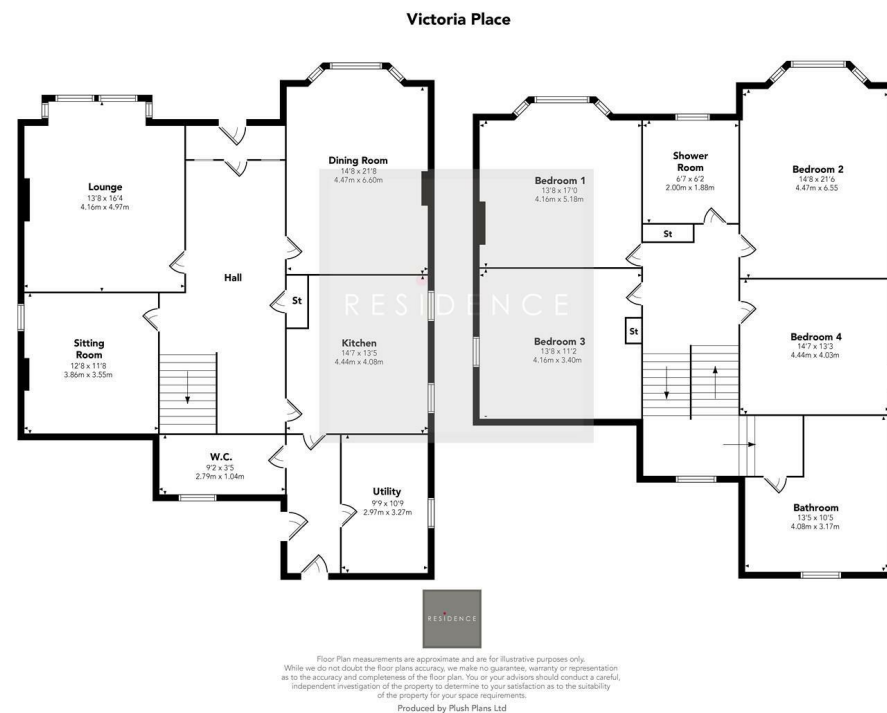 Victoria Place
Lounge
13'8 x 16'4
4.16m x 4.97m
Dining Room
14'8 x 21'8
4.47m x 6.60m
Hall
St
Sitting
Room
12'8 x 11'8
3.86m x 3.55m
Kitchen
14'7 x 13'5
4.44m x 4.08m
W.C.
9'2 x 3'5
2.79m x 1.04m
Utility
9'9 x 10'9
2.97m x 3.27m
Bedroom 1
13'8 x 17'0
4.16m x 5.18m
Shower
Room
6'7 x 6'2
2.00m x 1.88m
Bedroom 2
14'8 x 21'6
4.47m x 6.55
St
Bedroom 3
13'8 x 11'2
4.16m x 3.40m
St
Bedroom 4
14'7 x 13'3
4.44m x 4.03m
Bathroom
13'5 x 10'5
4.08m x 3.17m
RESIDENCE
RESIDENCE
Floor Plan measurements are approximate and are for illustrative purposes only.
While we do not doubt the floor plans accuracy, we make no guarantee, warranty or representation
as to the accuracy and completeness of the floor plan. You or your advisors should conduct a careful,
independent investigation of the property to determine to your satisfaction as to the suitability
of the property for your space requirements.
Produced by Plush Plans Ltd